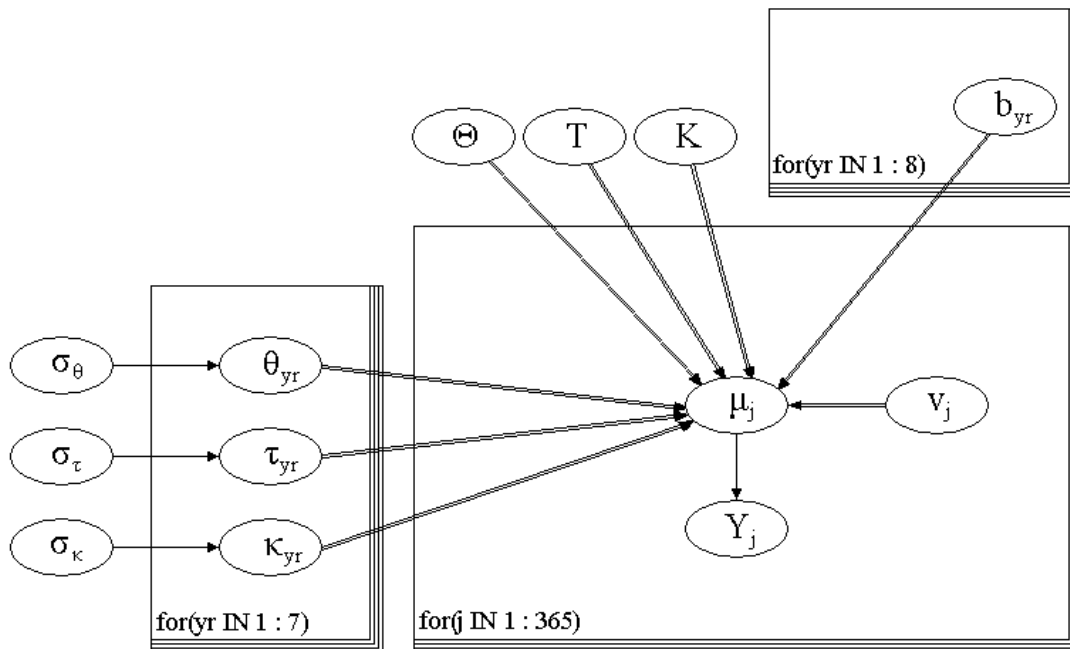 b_yr
Θ T K
for(yr IN 1 : 8)
σ_θ θ_yr
μ_j v_j
σ_τ τ_yr
Y_j
σ_κ κ_yr
for(yr IN 1 : 7)
for(j IN 1 : 365)